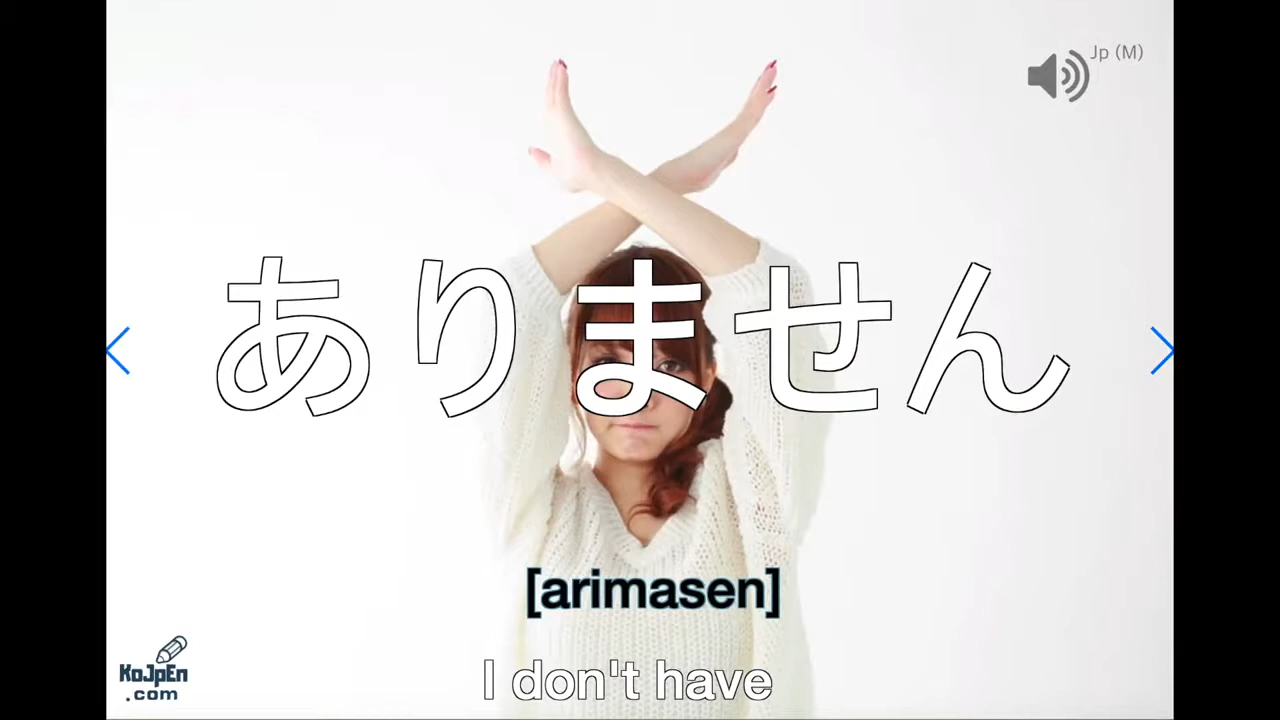 Jp (M)
ありません
[arimasen]
I don't have
KoJpEn
.com